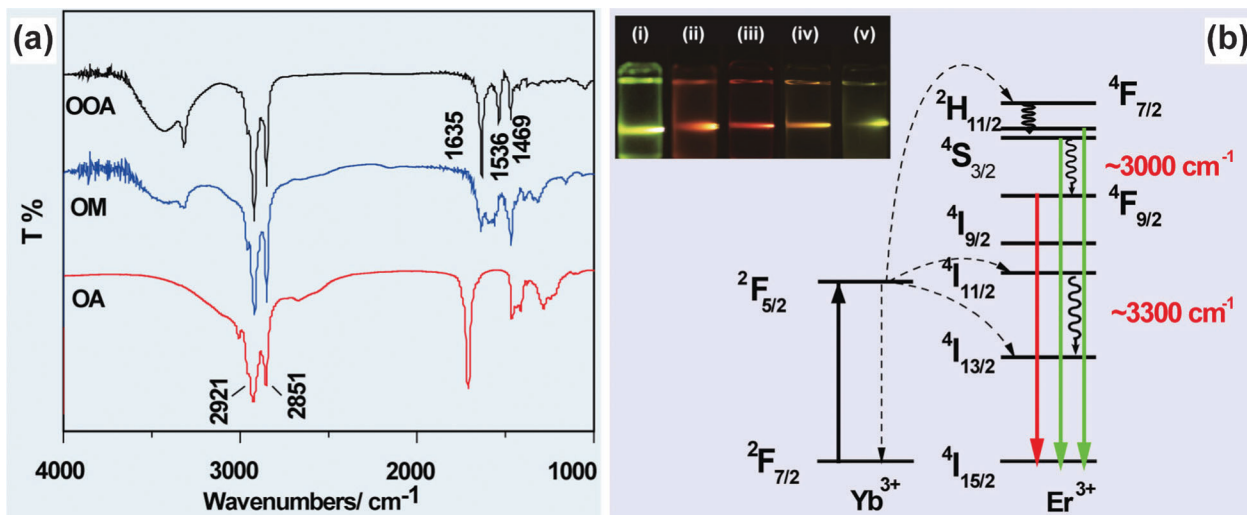 (a)
OOA
OM
OA
1635
1536
1469
2921
2851
T %
4000
3000
2000
1000
Wavenumbers/ cm-1
(b)
(i)
(ii)
(iii)
(iv)
(v)
4F7/2
2H11/2
4S3/2
~3000 cm-1
4F9/2
4I9/2
2F5/2
4I11/2
~3300 cm-1
4I13/2
2F7/2
4I15/2
Yb3+
Er3+